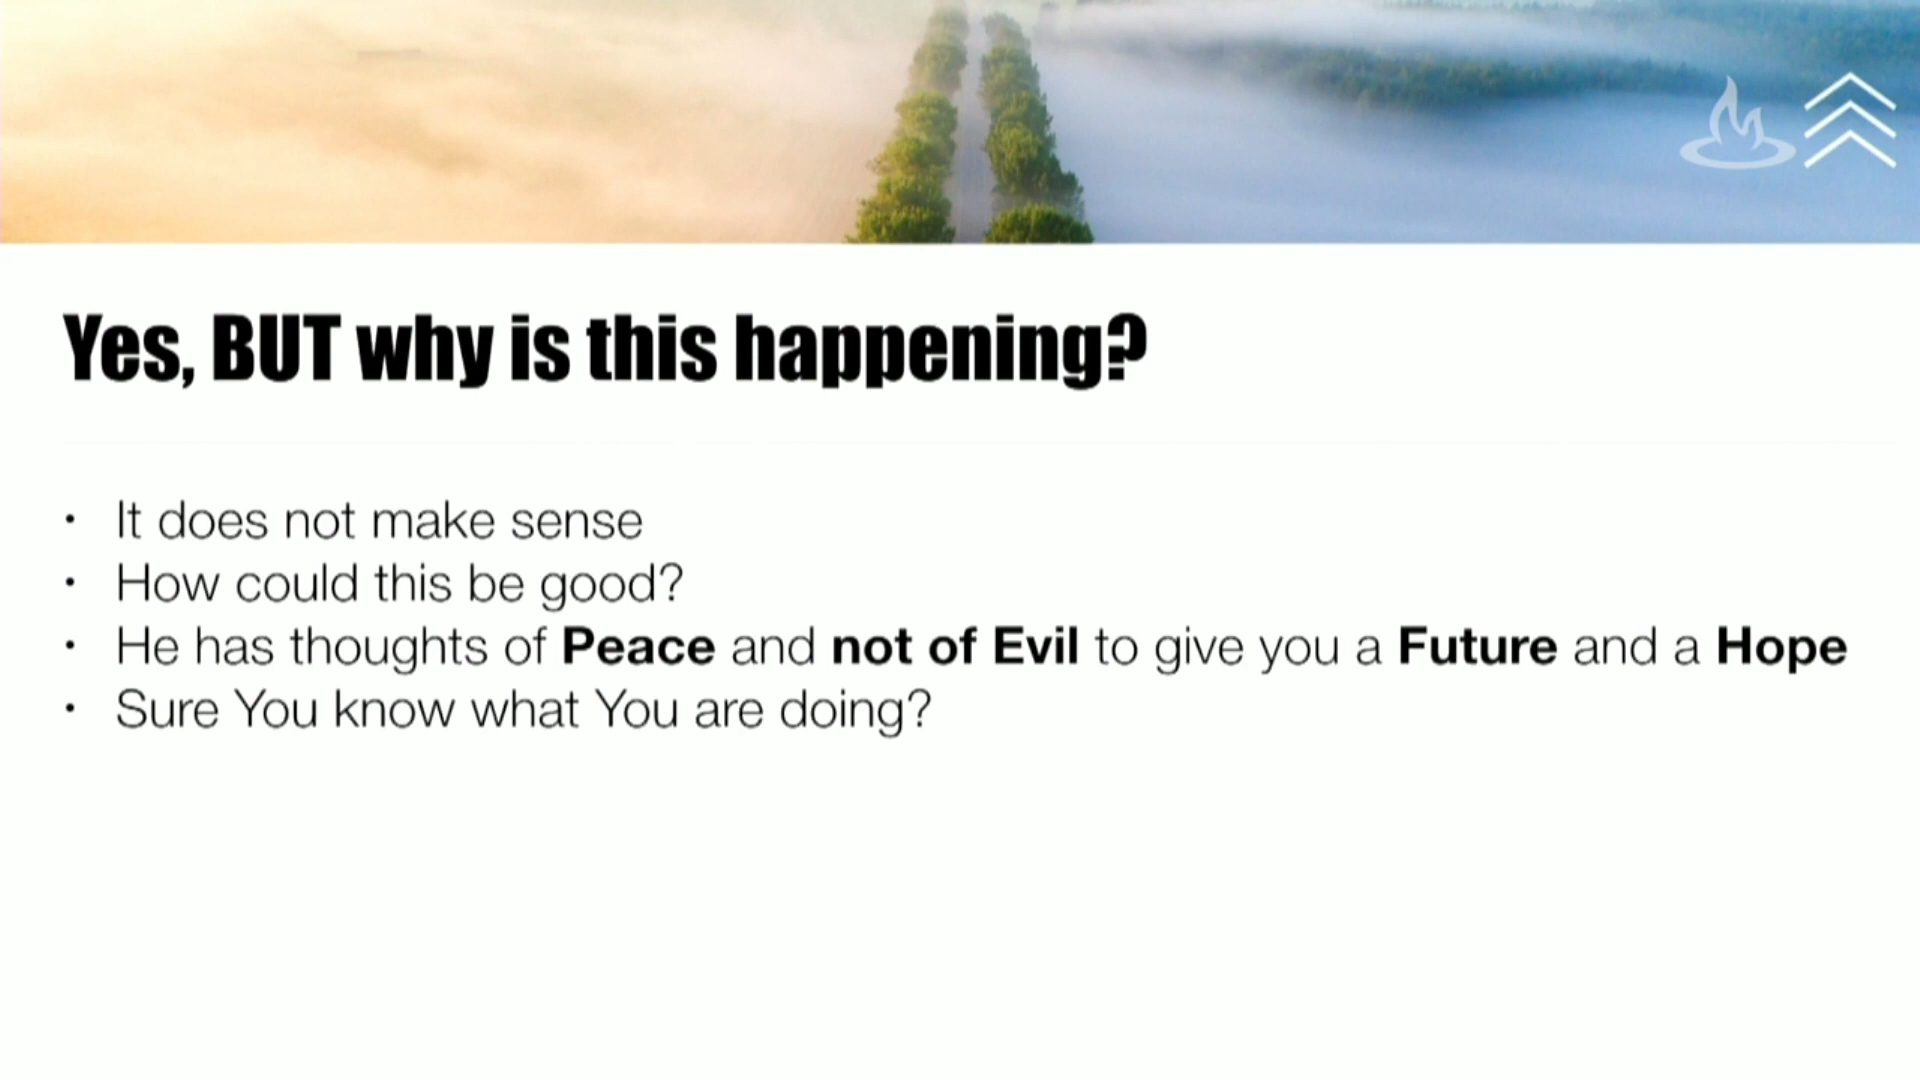 Yes, BUT why is this happening?
• It does not make sense
• How could this be good?
• He has thoughts of Peace and not of Evil to give you a Future and a Hope
• Sure You know what You are doing?